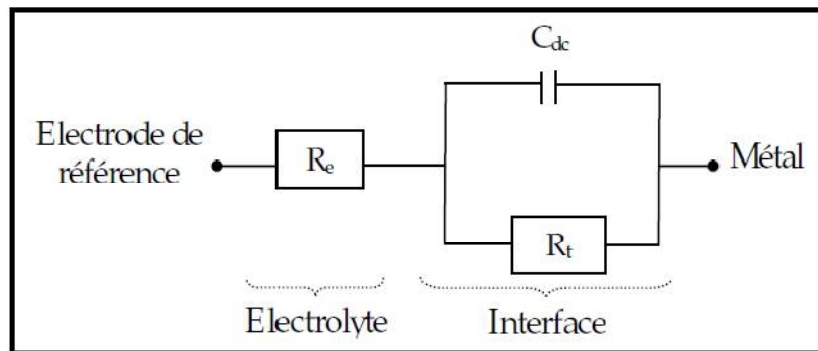 C_dc
Electrode de
référence
R_e
Métal
R_t
Electrolyte
Interface